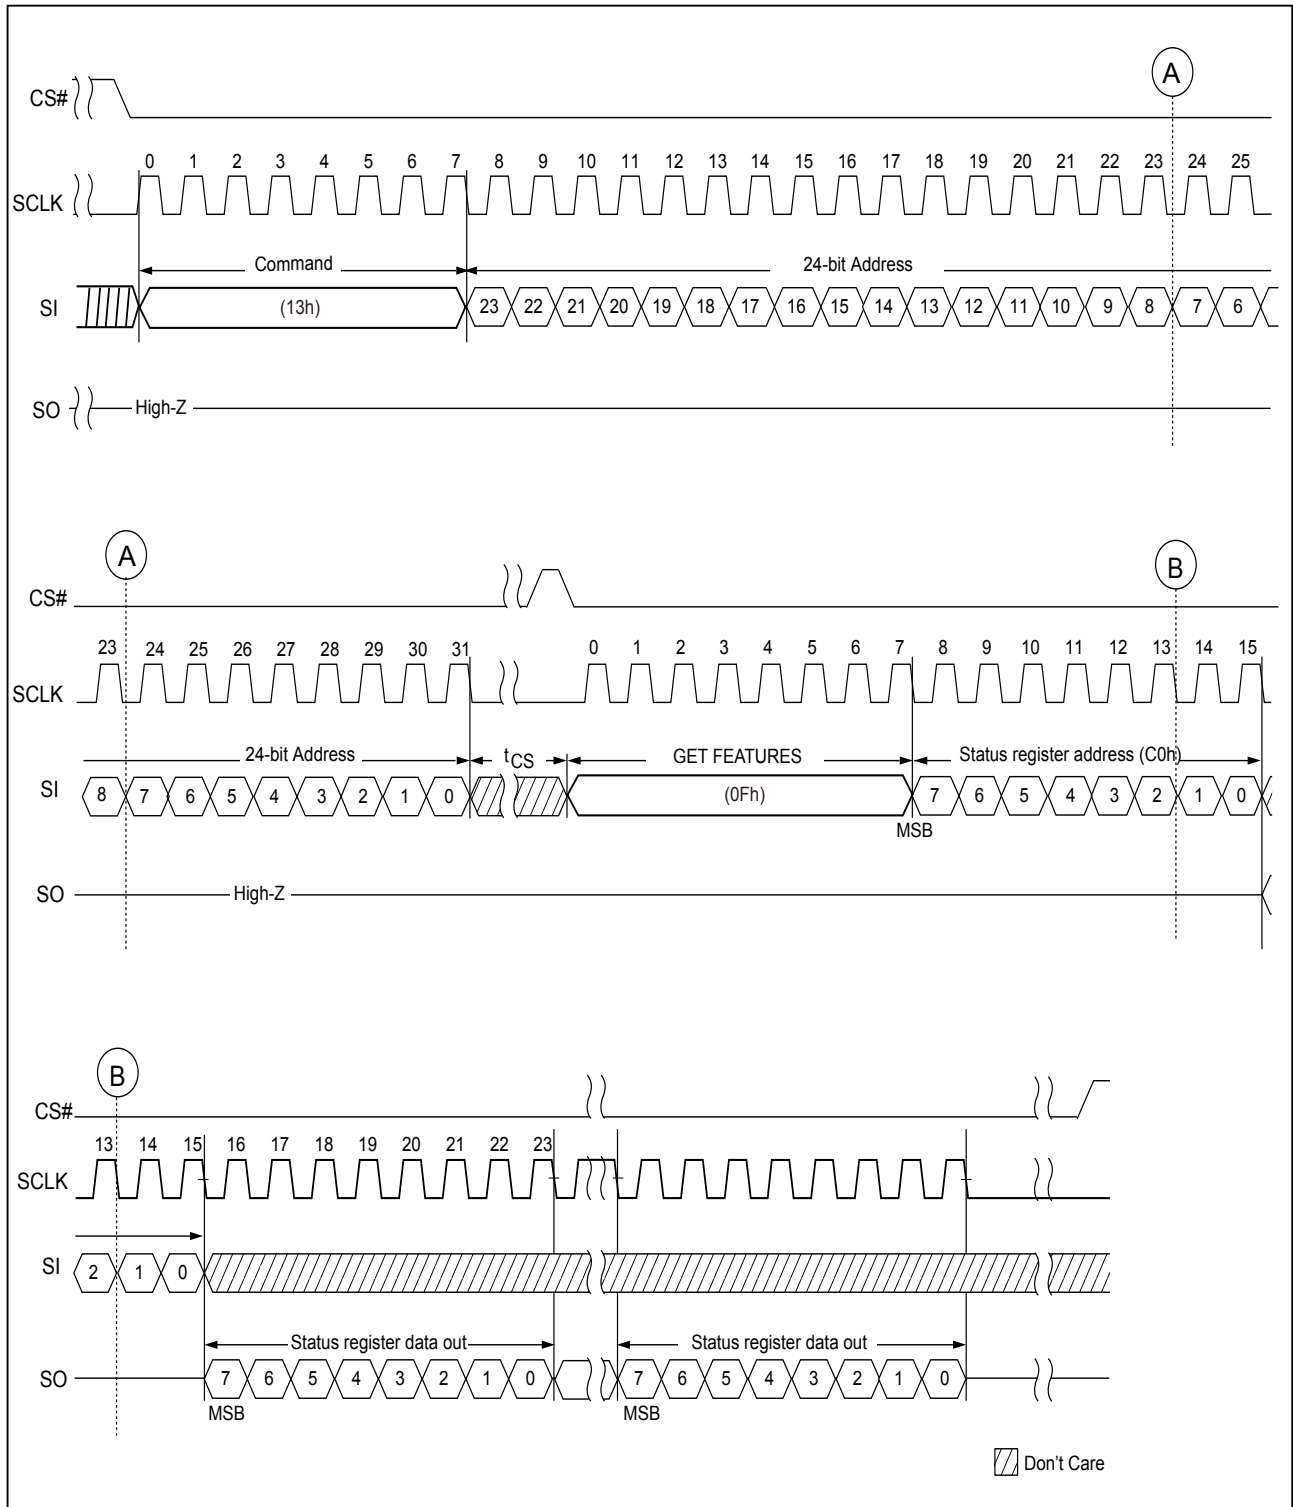 A
CS#
0 1 2 3 4 5 6 7 8 9 10 11 12 13 14 15 16 17 18 19 20 21 22 23 24 25
SCLK
Command 24-bit Address
SI (13h) 23 22 21 20 19 18 17 16 15 14 13 12 11 10 9 8 7 6
SO High-Z
A B
CS#
23 24 25 26 27 28 29 30 31 0 1 2 3 4 5 6 7 8 9 10 11 12 13 14 15
SCLK
24-bit Address tCS GET FEATURES Status register address (C0h)
SI 8 7 6 5 4 3 2 1 0 (0Fh) 7 6 5 4 3 2 1 0
MSB
SO High-Z
B
CS#
13 14 15 16 17 18 19 20 21 22 23
SCLK
SI 2 1 0
Status register data out Status register data out
SO 7 6 5 4 3 2 1 0 7 6 5 4 3 2 1 0
MSB MSB
Don't Care